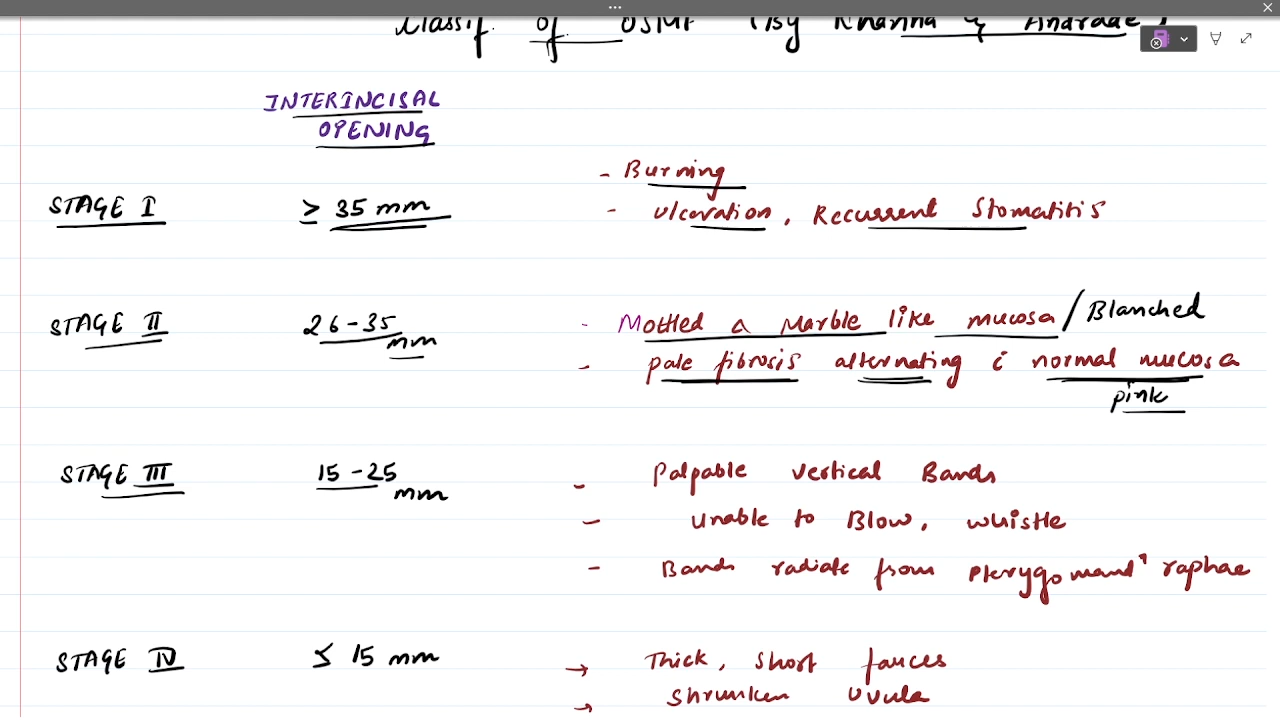 Classif. of OSMF (By Khanna & Andrade)
INTERINCISAL
OPENING
- Burning
STAGE I ≥ 35 mm - ulceration, Recurrent Stomatitis
STAGE II 26-35 mm - Mottled a Marble like mucosa / Blanched
- pale fibrosis alternating c̄ normal mucosa
pink
STAGE III 15-25 mm - Palpable vertical Bands
- unable to Blow, whistle
- Bands radiate from Pterygomand' raphae
STAGE IV ≤ 15 mm → Thick, short fauces
→ Shrunken uvula